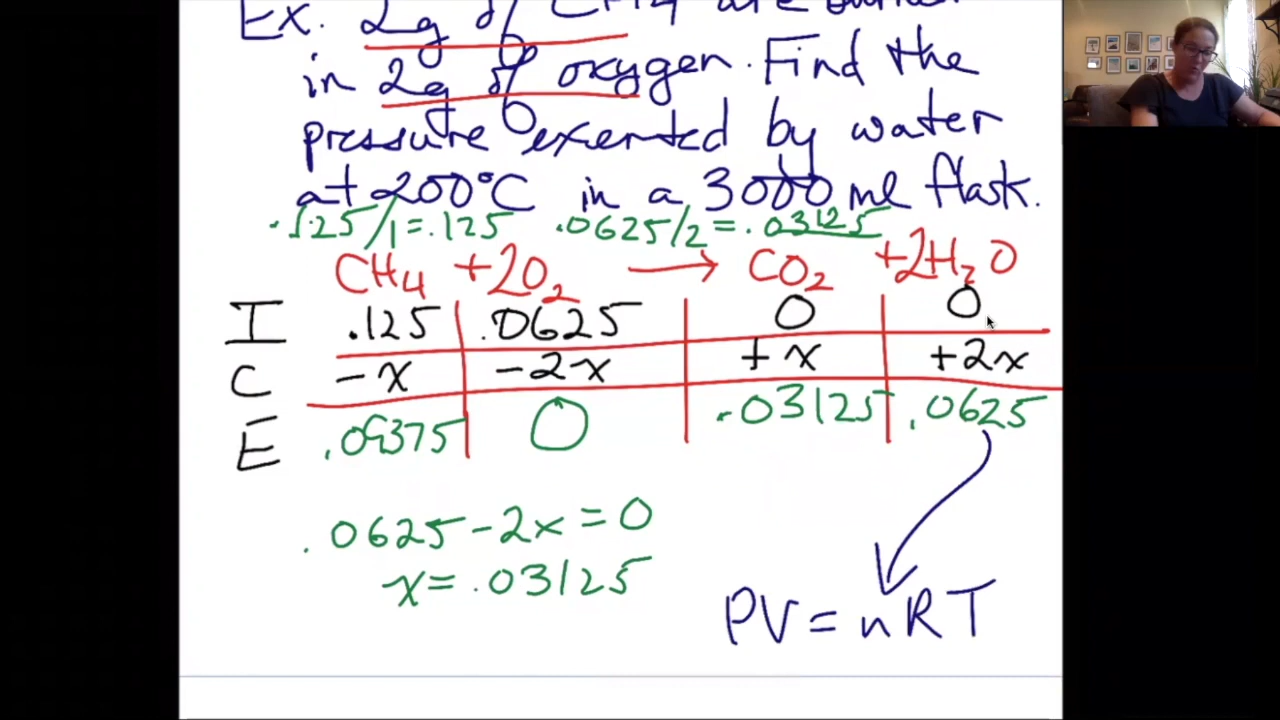 Ex. 2g of CH4 are burned
in 2g of oxygen. Find the
pressure exerted by water
at 200°C in a 3000 ml flask.
.125/1=.125 .0625/2=.03125
CH₄ +2O₂ → CO₂ +2H₂O
I .125 .0625 0 0
C -x -2x +x +2x
E .09375 0 .03125 .0625
.0625-2x=0
x=.03125
PV=nRT